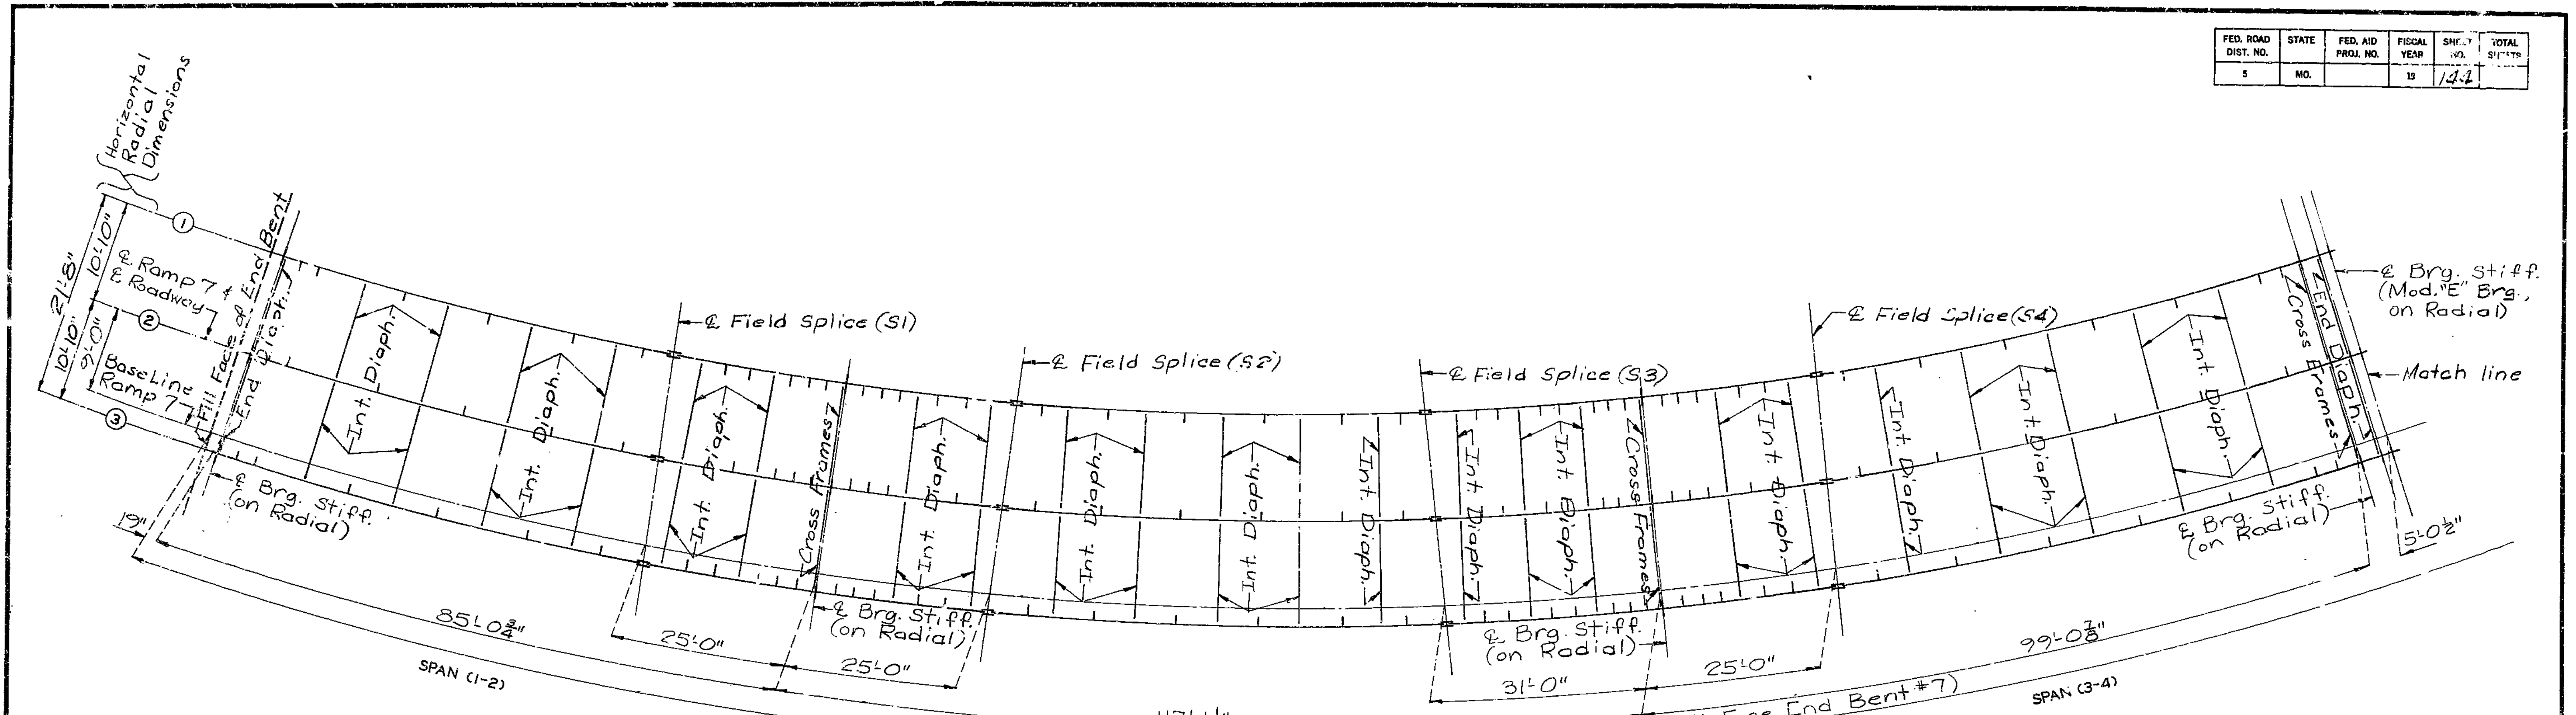 FED. ROAD DIST. NO.
STATE
FED. AID PROJ. NO.
FISCAL YEAR
TOTAL
5
MO.
19
Horizontal
Radial
Dimensions
1
21'-8"
10'-10"
10'-10"
9'-0"
℄ Ramp 7 &
℄ Roadway
2
Base Line
Ramp 7
3
Fill Face of End Bent
End Diaph.
Int. Diaph.
Int. Diaph.
℄ Field Splice (S1)
Int. Diaph.
Cross Frames
Int. Diaph.
℄ Field Splice (S2)
Int. Diaph.
Int. Diaph.
Int. Diaph.
℄ Field Splice (S3)
Int. Diaph.
Int. Diaph.
Cross Frames
Int. Diaph.
℄ Field Splice (S4)
Int. Diaph.
Int. Diaph.
Int. Diaph.
Cross Frames
End Diaph.
℄ Brg. Stiff.
(Mod. "E" Brg.,
on Radial)
Match line
℄ Brg. Stiff.
(on Radial)
19"
85'-0¾"
SPAN (1-2)
25'-0"
℄ Brg. Stiff.
(on Radial)
25'-0"
℄ Brg. Stiff.
(on Radial)
31'-0"
25'-0"
℄ Brg. Stiff.
(on Radial)
5'-0½"
99'-0⅞"
SPAN (3-4)
End Bent #7)